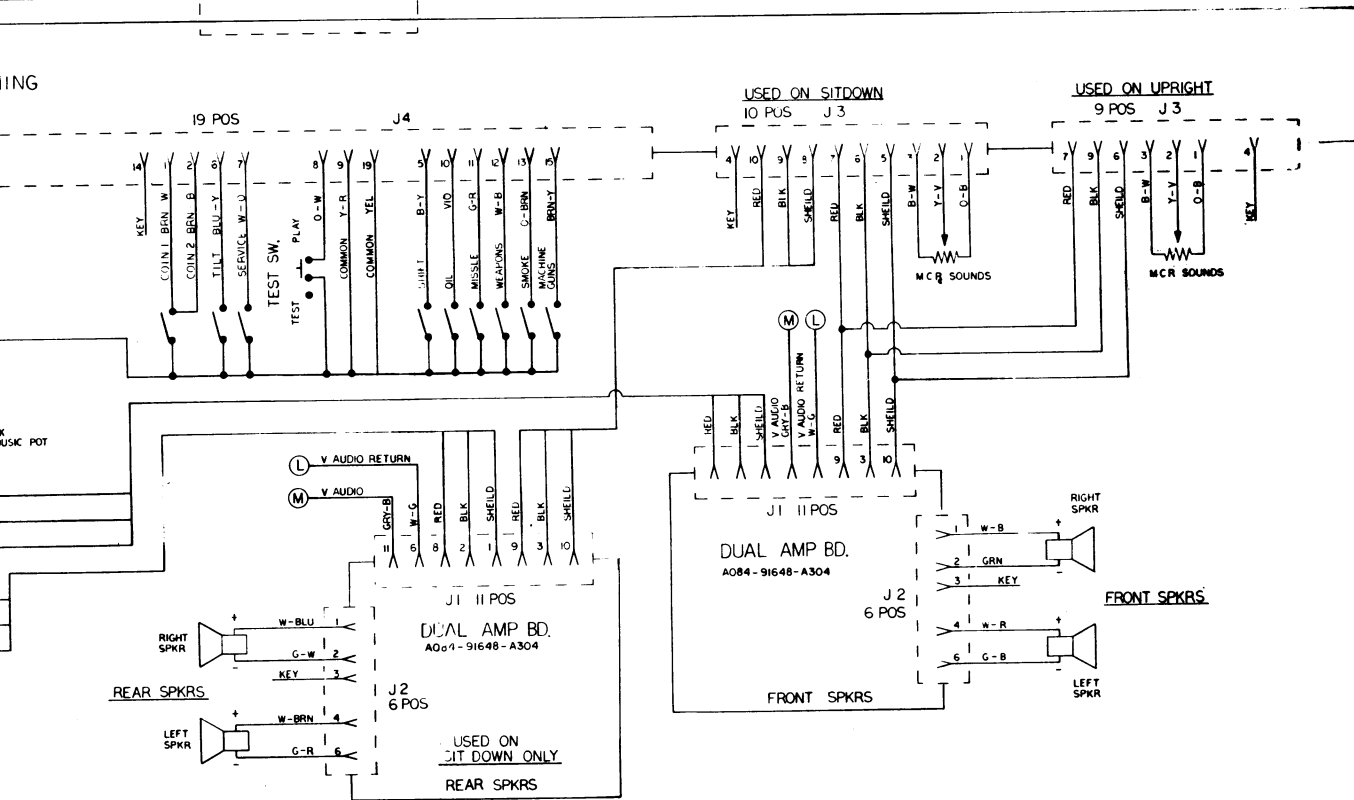 USED ON SITDOWN
10 POS J3
USED ON UPRIGHT
9 POS J3
19 POS J4
14 1 2 6 7 8 9 19 5 10 11 12 13
KEY
COIN 1 BRN W
COIN 2 BRN B
TILT BLU-Y
SERVICE W-O
TEST SW.
PLAY
TEST
O-W
COMMON Y-R
COMMON YEL
B-Y
OIL VIO
MISSLE G-R
WEAPONS W-B
SMOKE O-BRN
MACHINE GUNS BRN-Y
4 10 9 8 7 6 5 2 1
KEY
RED
BLK
SHEILD
RED
BLK
SHEILD
B-W
Y-V
O-B
MCR SOUNDS
7 9 6 3 2 1 4
RED
BLK
SHEILD
B-W
Y-V
O-B
KEY
MCR SOUNDS
M L
V AUDIO GRY-B
V AUDIO RETURN W-G
RED
BLK
SHEILD
RED
BLK
SHEILD
9 3 10
J1 11 POS
DUAL AMP BD.
A084-91648-A304
J2
6 POS
1 W-B
2 GRN
3 KEY
4 W-R
6 G-B
RIGHT SPKR
+
-
LEFT SPKR
+
-
FRONT SPKRS
FRONT SPKRS
USIC POT
L V AUDIO RETURN
M V AUDIO
GRY-B
W-G
RED
BLK
SHEILD
RED
BLK
SHEILD
11 6 8 2 1 9 3 10
J1 11 POS
DUAL AMP BD.
-91648-A304
J2
6 POS
W-BLU 1
G-W 2
KEY 3
W-BRN 4
G-R 6
RIGHT SPKR
+
-
LEFT SPKR
+
-
REAR SPKRS
USED ON
SIT DOWN ONLY
REAR SPKRS